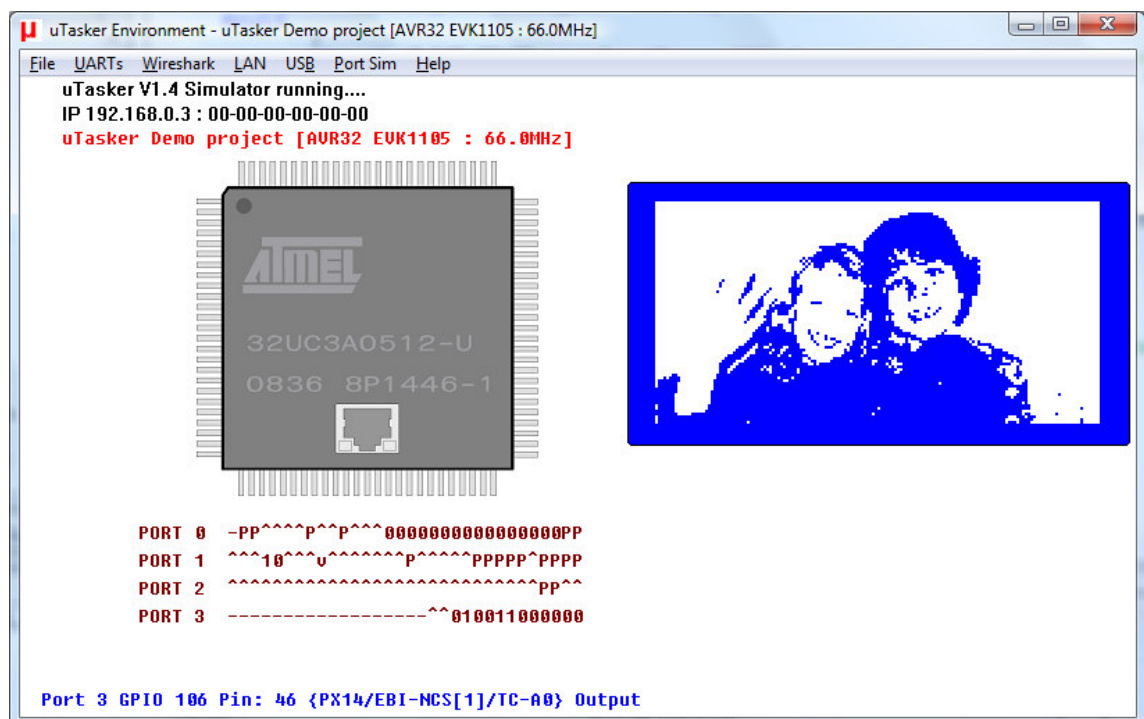 uTasker Environment - uTasker Demo project [AVR32 EVK1105 : 66.0MHz]
File UARTs Wireshark LAN USB Port Sim Help
uTasker V1.4 Simulator running....
IP 192.168.0.3 : 00-00-00-00-00-00
uTasker Demo project [AVR32 EVK1105 : 66.0MHz]
ATMEL
32UC3A0512-U
0836 8P1446-1
PORT 0 -PP^^^^P^^P^^^0000000000000000PP
PORT 1 ^^^10^^^v^^^^^^^P^^^^^PPPPP^PPPP
PORT 2 ^^^^^^^^^^^^^^^^^^^^^^^^^^^^PP^^
PORT 3 ------------------^^010011000000
Port 3 GPIO 106 Pin: 46 {PX14/EBI-NCS[1]/TC-A0} Output